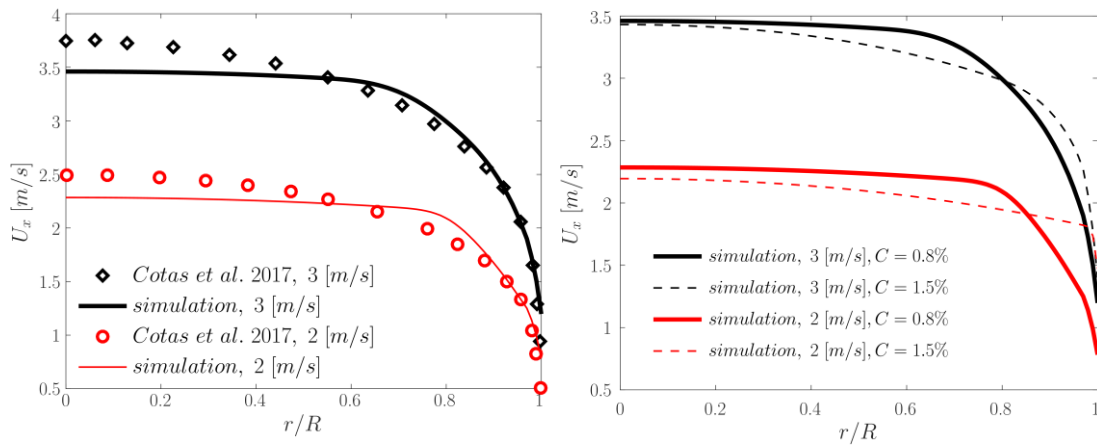 4
3.5
3
2.5
2
1.5
1
0.5
U_x [m/s]
Cotas et al. 2017, 3 [m/s]
simulation, 3 [m/s]
Cotas et al. 2017, 2 [m/s]
simulation, 2 [m/s]
0 0.2 0.4 0.6 0.8 1
r/R
3.5
3
2.5
2
1.5
1
0.5
U_x [m/s]
simulation, 3 [m/s], C = 0.8%
simulation, 3 [m/s], C = 1.5%
simulation, 2 [m/s], C = 0.8%
simulation, 2 [m/s], C = 1.5%
0 0.2 0.4 0.6 0.8 1
r/R